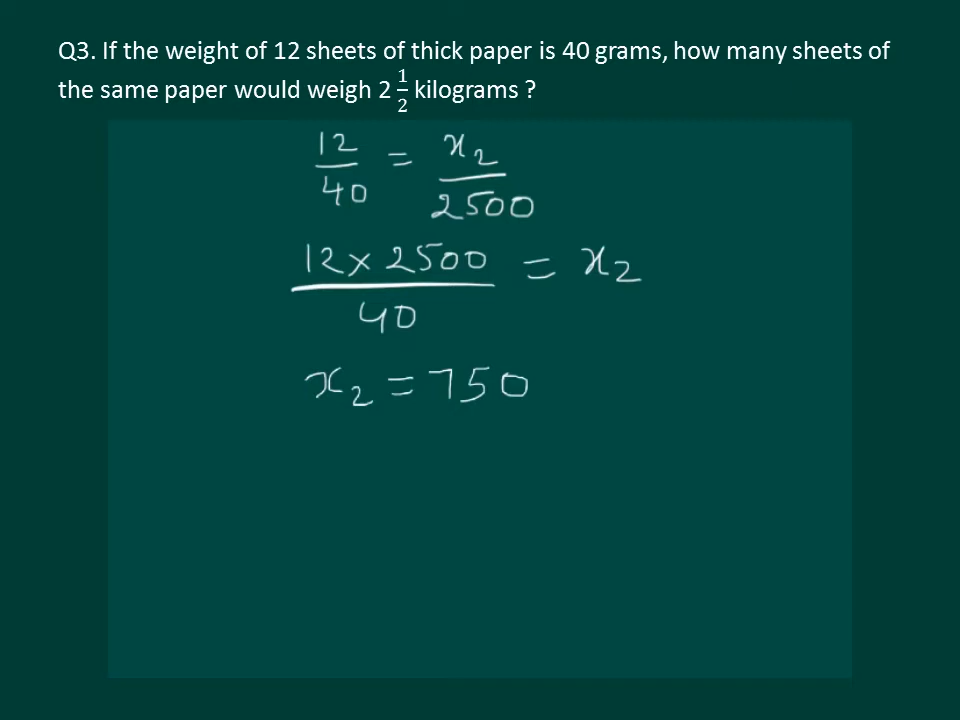 Q3. If the weight of 12 sheets of thick paper is 40 grams, how many sheets of
the same paper would weigh 2 1/2 kilograms ?
12/40 = x₂/2500
12 × 2500/40 = x₂
x₂ = 750